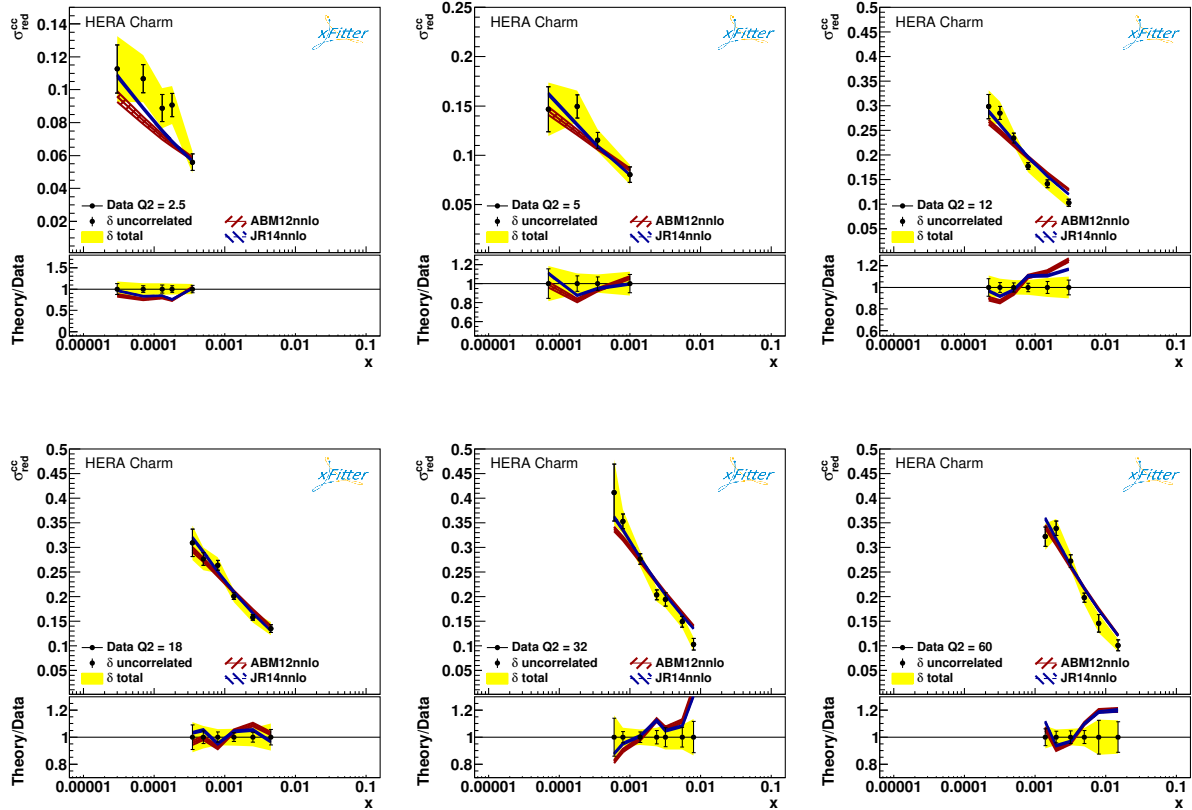 σ_red^cc
0.14
0.12
0.1
0.08
0.06
0.04
0.02
HERA Charm
xFitter
Data Q2 = 2.5
δ uncorrelated
δ total
ABM12nnlo
JR14nnlo
Theory/Data
1.5
1
0.5
0
0.00001 0.0001 0.001 0.01 0.1
x
σ_red^cc
0.25
0.2
0.15
0.1
0.05
HERA Charm
xFitter
Data Q2 = 5
δ uncorrelated
δ total
ABM12nnlo
JR14nnlo
Theory/Data
1.2
1
0.8
0.6
0.00001 0.0001 0.001 0.01 0.1
x
σ_red^cc
0.5
0.45
0.4
0.35
0.3
0.25
0.2
0.15
0.1
0.05
HERA Charm
xFitter
Data Q2 = 12
δ uncorrelated
δ total
ABM12nnlo
JR14nnlo
Theory/Data
1.2
1
0.8
0.6
0.00001 0.0001 0.001 0.01 0.1
x
σ_red^cc
0.5
0.45
0.4
0.35
0.3
0.25
0.2
0.15
0.1
0.05
HERA Charm
xFitter
Data Q2 = 18
δ uncorrelated
δ total
ABM12nnlo
JR14nnlo
Theory/Data
1.2
1
0.8
0.00001 0.0001 0.001 0.01 0.1
x
σ_red^cc
0.5
0.45
0.4
0.35
0.3
0.25
0.2
0.15
0.1
0.05
HERA Charm
xFitter
Data Q2 = 32
δ uncorrelated
δ total
ABM12nnlo
JR14nnlo
Theory/Data
1.2
1
0.8
0.00001 0.0001 0.001 0.01 0.1
x
σ_red^cc
0.5
0.45
0.4
0.35
0.3
0.25
0.2
0.15
0.1
0.05
HERA Charm
xFitter
Data Q2 = 60
δ uncorrelated
δ total
ABM12nnlo
JR14nnlo
Theory/Data
1.2
1
0.8
0.00001 0.0001 0.001 0.01 0.1
x